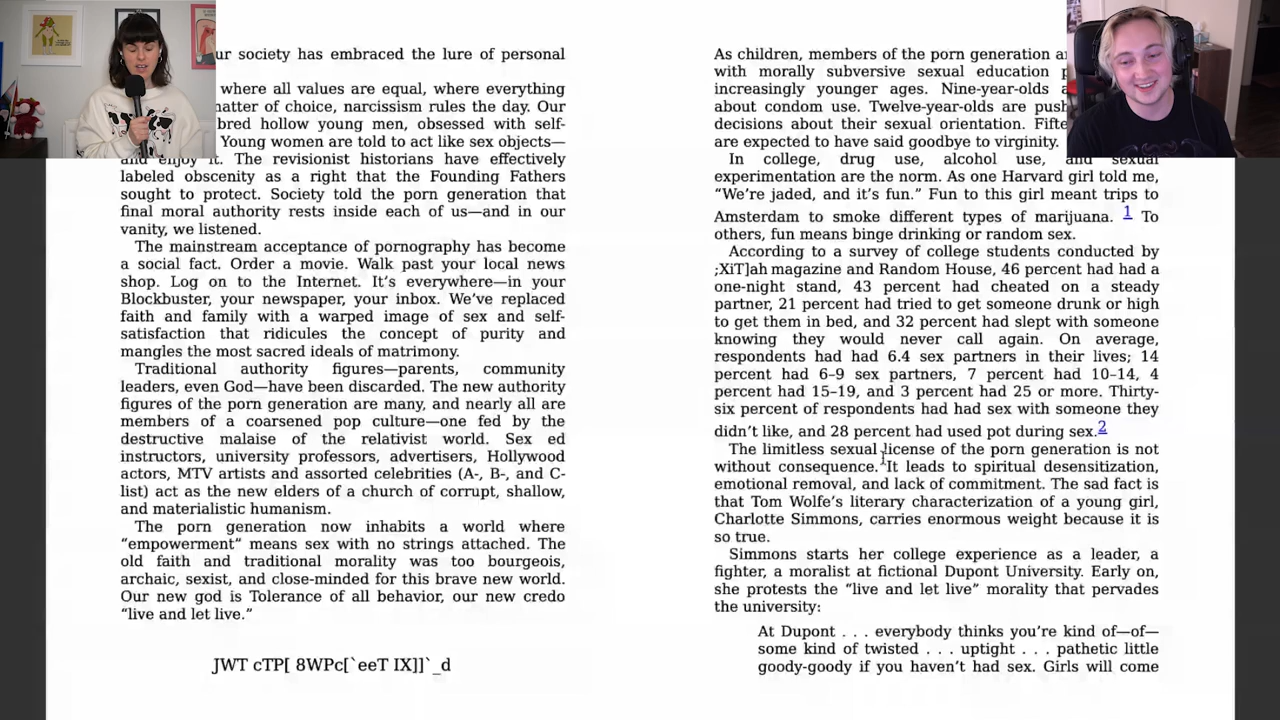 ur society has embraced the lure of personal
where all values are equal, where everything
atter of choice, narcissism rules the day. Our
bred hollow young men, obsessed with self-
Young women are told to act like sex objects—
and enjoy it. The revisionist historians have effectively
labeled obscenity as a right that the Founding Fathers
sought to protect. Society told the porn generation that
final moral authority rests inside each of us—and in our
vanity, we listened.
The mainstream acceptance of pornography has become
a social fact. Order a movie. Walk past your local news
shop. Log on to the Internet. It’s everywhere—in your
Blockbuster, your newspaper, your inbox. We’ve replaced
faith and family with a warped image of sex and self-
satisfaction that ridicules the concept of purity and
mangles the most sacred ideals of matrimony.
Traditional authority figures—parents, community
leaders, even God—have been discarded. The new authority
figures of the porn generation are many, and nearly all are
members of a coarsened pop culture—one fed by the
destructive malaise of the relativist world. Sex ed
instructors, university professors, advertisers, Hollywood
actors, MTV artists and assorted celebrities (A-, B-, and C-
list) act as the new elders of a church of corrupt, shallow,
and materialistic humanism.
The porn generation now inhabits a world where
“empowerment“ means sex with no strings attached. The
old faith and traditional morality was too bourgeois,
archaic, sexist, and close-minded for this brave new world.
Our new god is Tolerance of all behavior, our new credo
“live and let live.”
JWT cTP[ 8WPc[`eeT IX]]`_d
As children, members of the porn generation a
with morally subversive sexual education p
increasingly younger ages. Nine-year-olds a
about condom use. Twelve-year-olds are pus
decisions about their sexual orientation. Fifte
are expected to have said goodbye to virginity.
In college, drug use, alcohol use, and sexual
experimentation are the norm. As one Harvard girl told me,
“We’re jaded, and it’s fun.” Fun to this girl meant trips to
Amsterdam to smoke different types of marijuana. 1 To
others, fun means binge drinking or random sex.
According to a survey of college students conducted by
;XiT]ah magazine and Random House, 46 percent had had a
one-night stand, 43 percent had cheated on a steady
partner, 21 percent had tried to get someone drunk or high
to get them in bed, and 32 percent had slept with someone
knowing they would never call again. On average,
respondents had had 6.4 sex partners in their lives; 14
percent had 6–9 sex partners, 7 percent had 10–14, 4
percent had 15–19, and 3 percent had 25 or more. Thirty-
six percent of respondents had had sex with someone they
didn’t like, and 28 percent had used pot during sex.2
The limitless sexual license of the porn generation is not
without consequence. It leads to spiritual desensitization,
emotional removal, and lack of commitment. The sad fact is
that Tom Wolfe’s literary characterization of a young girl,
Charlotte Simmons, carries enormous weight because it is
so true.
Simmons starts her college experience as a leader, a
fighter, a moralist at fictional Dupont University. Early on,
she protests the “live and let live” morality that pervades
the university:
At Dupont . . . everybody thinks you’re kind of—of—
some kind of twisted . . . uptight . . . pathetic little
goody-goody if you haven’t had sex. Girls will come